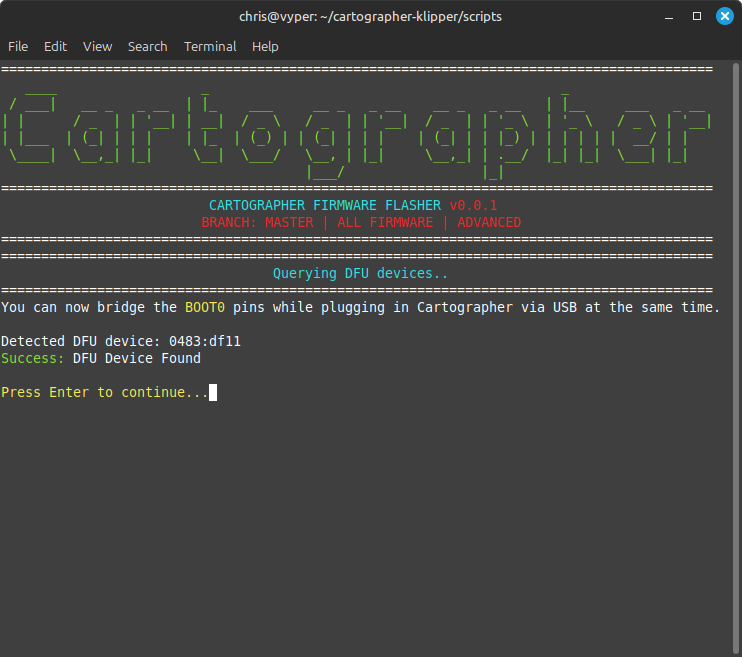 chris@vyper: ~/cartographer-klipper/scripts
File Edit View Search Terminal Help
Cartographer
CARTOGRAPHER FIRMWARE FLASHER v0.0.1
BRANCH: MASTER | ALL FIRMWARE | ADVANCED
Querying DFU devices..
You can now bridge the BOOT0 pins while plugging in Cartographer via USB at the same time.
Detected DFU device: 0483:df11
Success: DFU Device Found
Press Enter to continue...